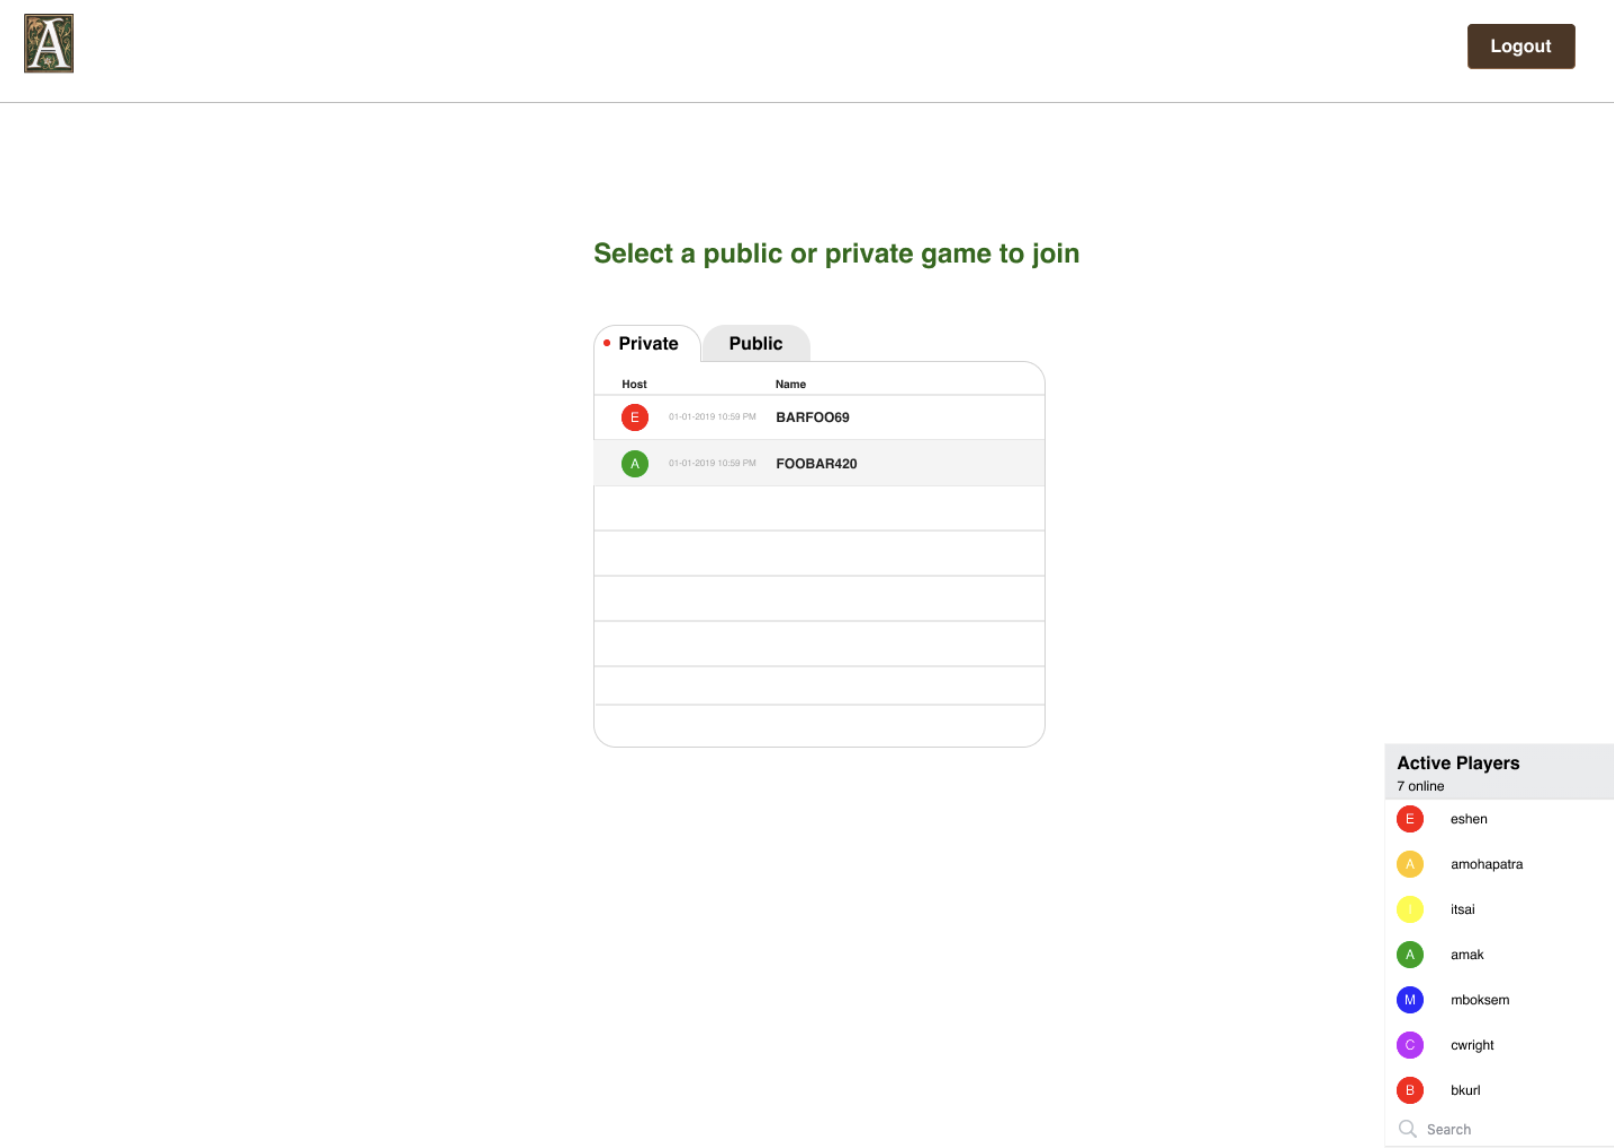 A
Logout
Select a public or private game to join
Private Public
Host Name
E 01-01-2019 10:59 PM BARFOO69
A 01-01-2019 10:59 PM FOOBAR420
Active Players
7 online
E eshen
A amohapatra
I itsai
A amak
M mboksem
C cwright
B bkurl
Search